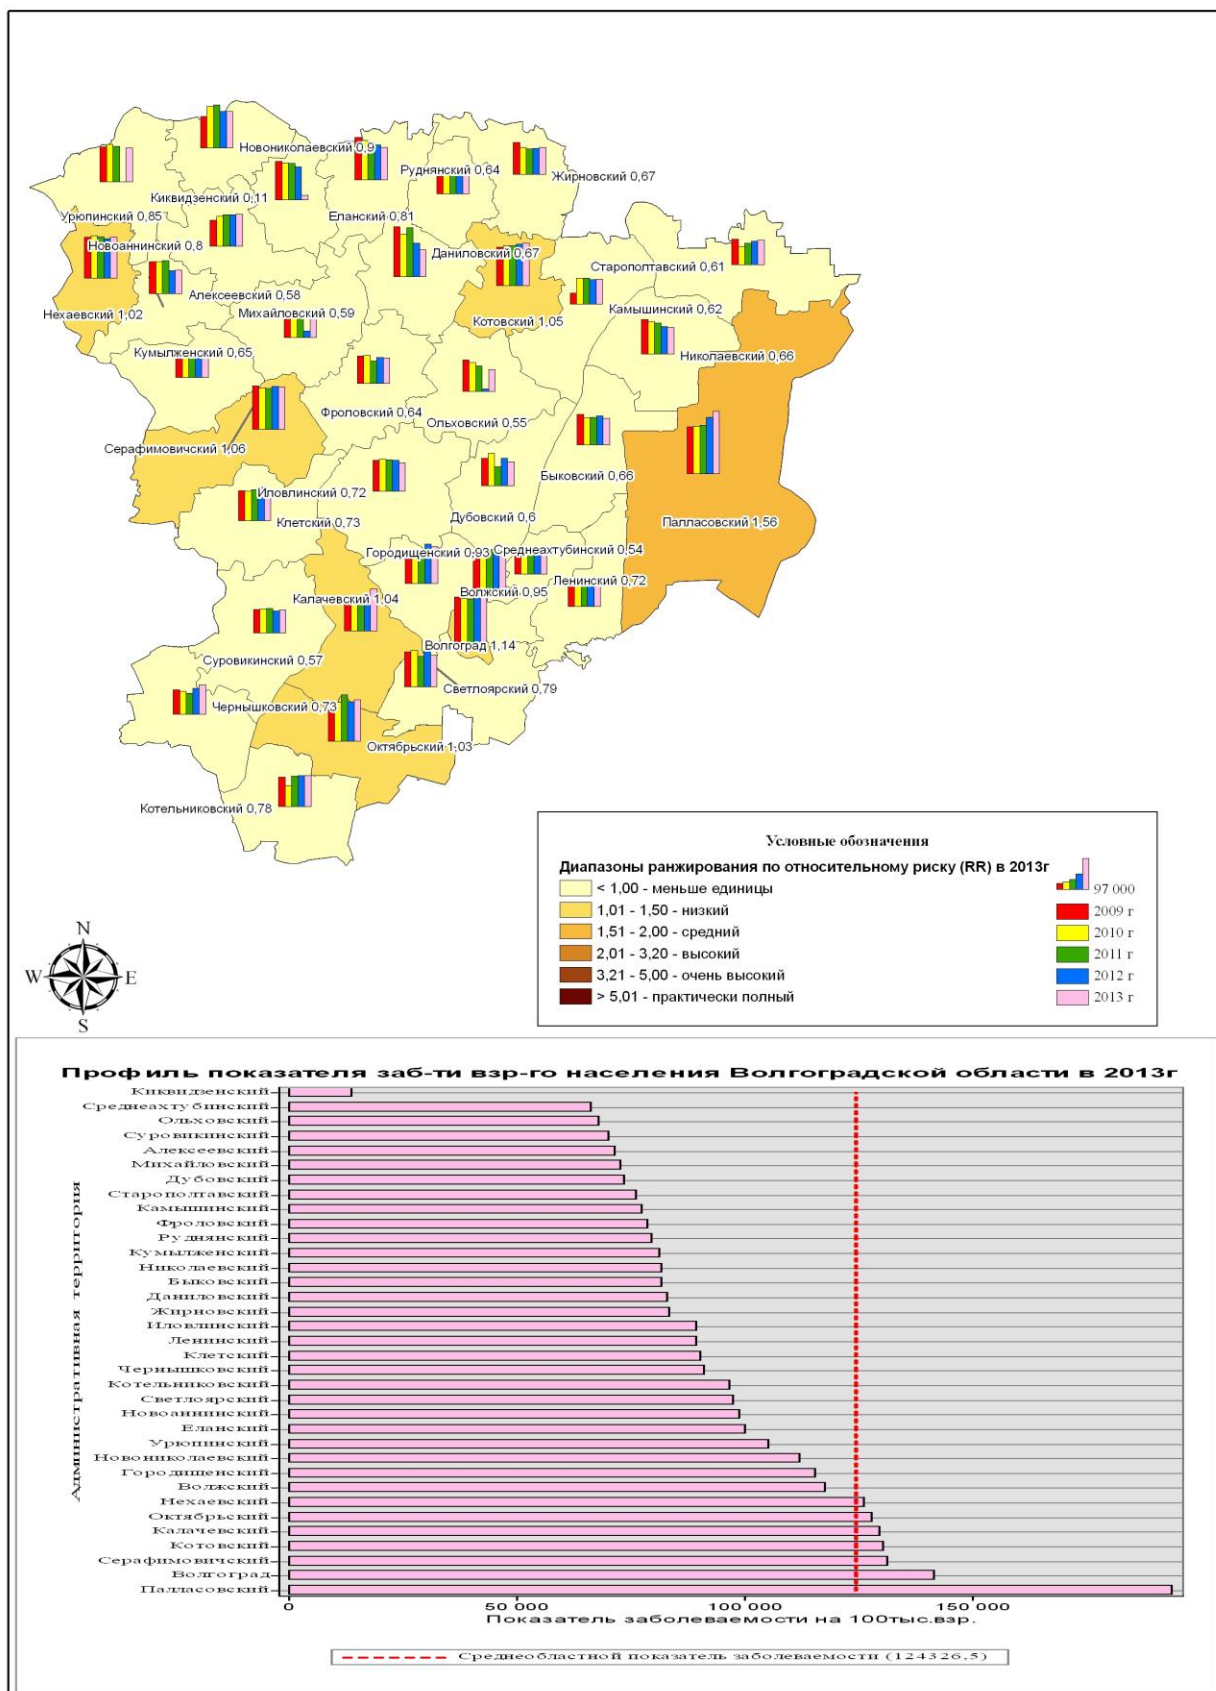 Новониколаевский 0,9
Руднянский 0,64
Жирновский 0,67
Киквидзенский 0,11
Урюпинский 0,85
Еланский 0,81
Новоаннинский 0,8
Даниловский 0,67
Старополтавский 0,61
Алексеевский 0,58
Нехаевский 1,02
Михайловский 0,59
Котовский 1,05
Камышинский 0,62
Кумылженский 0,65
Николаевский 0,66
Фроловский 0,64
Ольховский 0,55
Серафимовичский 1,06
Быковский 0,66
Иловлинский 0,72
Клетский 0,73
Дубовский 0,6
Палласовский 1,56
Городищенский 0,93
Среднеахтубинский 0,54
Ленинский 0,72
Калачевский 1,04
Волжский 0,95
Волгоград 1,14
Суровикинский 0,57
Светлоярский 0,79
Чернышковский 0,73
Октябрьский 1,03
Котельниковский 0,78
N
W E
S
Условные обозначения
Диапазоны ранжирования по относительному риску (RR) в 2013г
< 1,00 - меньше единицы
1,01 - 1,50 - низкий
1,51 - 2,00 - средний
2,01 - 3,20 - высокий
3,21 - 5,00 - очень высокий
> 5,01 - практически полный
97 000
2009 г
2010 г
2011 г
2012 г
2013 г
Профиль показателя заб-ти взр-го населения Волгоградской области в 2013г
Административная территория
Киквидзенский
Среднеахтубинский
Ольховский
Суровикинский
Алексеевский
Михайловский
Дубовский
Старополтавский
Камышинский
Фроловский
Руднянский
Кумылженский
Николаевский
Быковский
Даниловский
Жирновский
Иловлинский
Ленинский
Клетский
Чернышковский
Котельниковский
Светлоярский
Новоаннинский
Еланский
Урюпинский
Новониколаевский
Городищенский
Волжский
Нехаевский
Октябрьский
Калачевский
Котовский
Серафимовичский
Волгоград
Палласовский
0 50 000 100 000 150 000
Показатель заболеваемости на 100тыс.взр.
Среднеобластной показатель заболеваемости (124326,5)